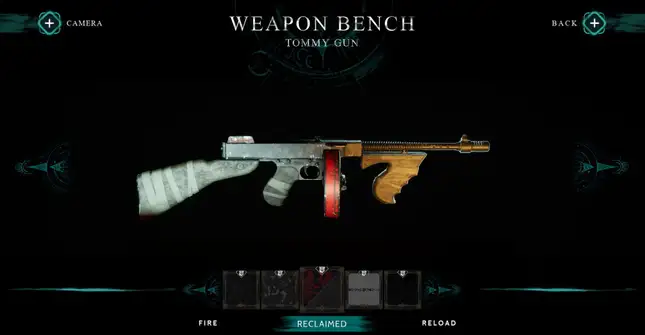 CAMERA
WEAPON BENCH
TOMMY GUN
BACK
FIRE
RECLAIMED
RELOAD